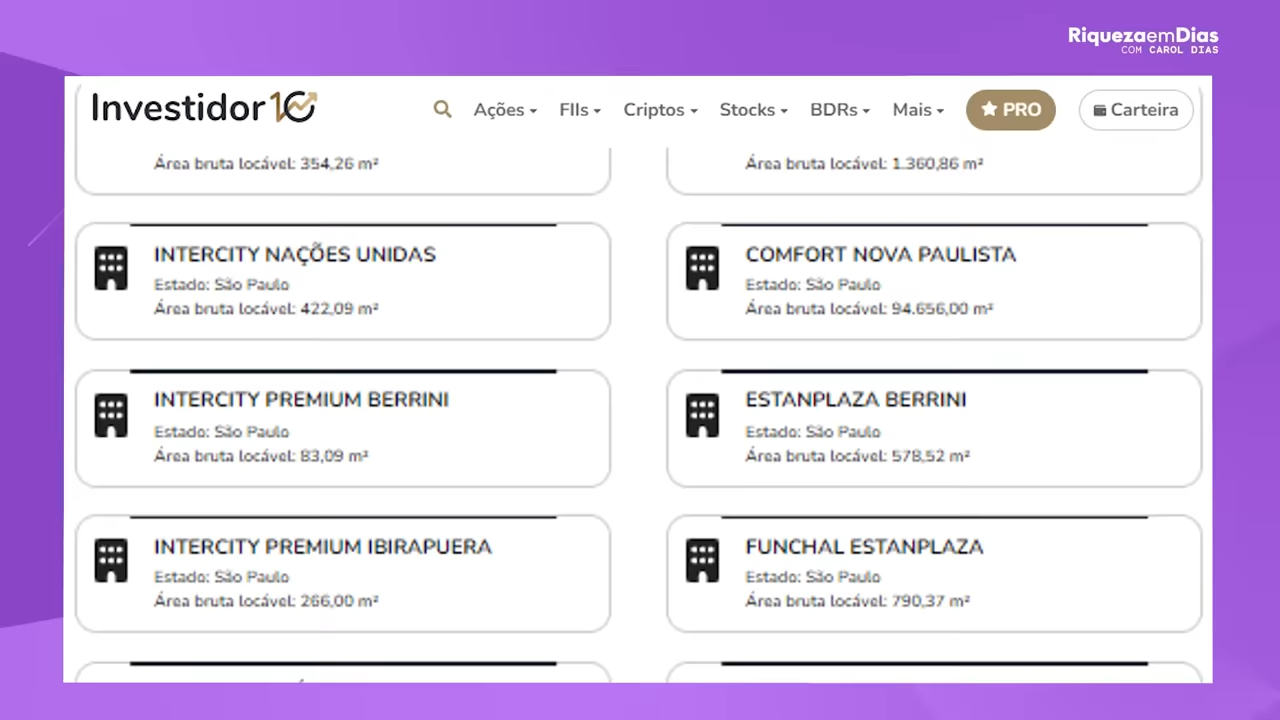 RiquezaemDias
COM CAROL DIAS
Investidor10
Ações
FIIs
Criptos
Stocks
BDRs
Mais
PRO
Carteira
Área bruta locável: 354,26 m²
Área bruta locável: 1.360,86 m²
INTERCITY NAÇÕES UNIDAS
Estado: São Paulo
Área bruta locável: 422,09 m²
COMFORT NOVA PAULISTA
Estado: São Paulo
Área bruta locável: 94.656,00 m²
INTERCITY PREMIUM BERRINI
Estado: São Paulo
Área bruta locável: 83,09 m²
ESTANPLAZA BERRINI
Estado: São Paulo
Área bruta locável: 578,52 m²
INTERCITY PREMIUM IBIRAPUERA
Estado: São Paulo
Área bruta locável: 266,00 m²
FUNCHAL ESTANPLAZA
Estado: São Paulo
Área bruta locável: 790,37 m²